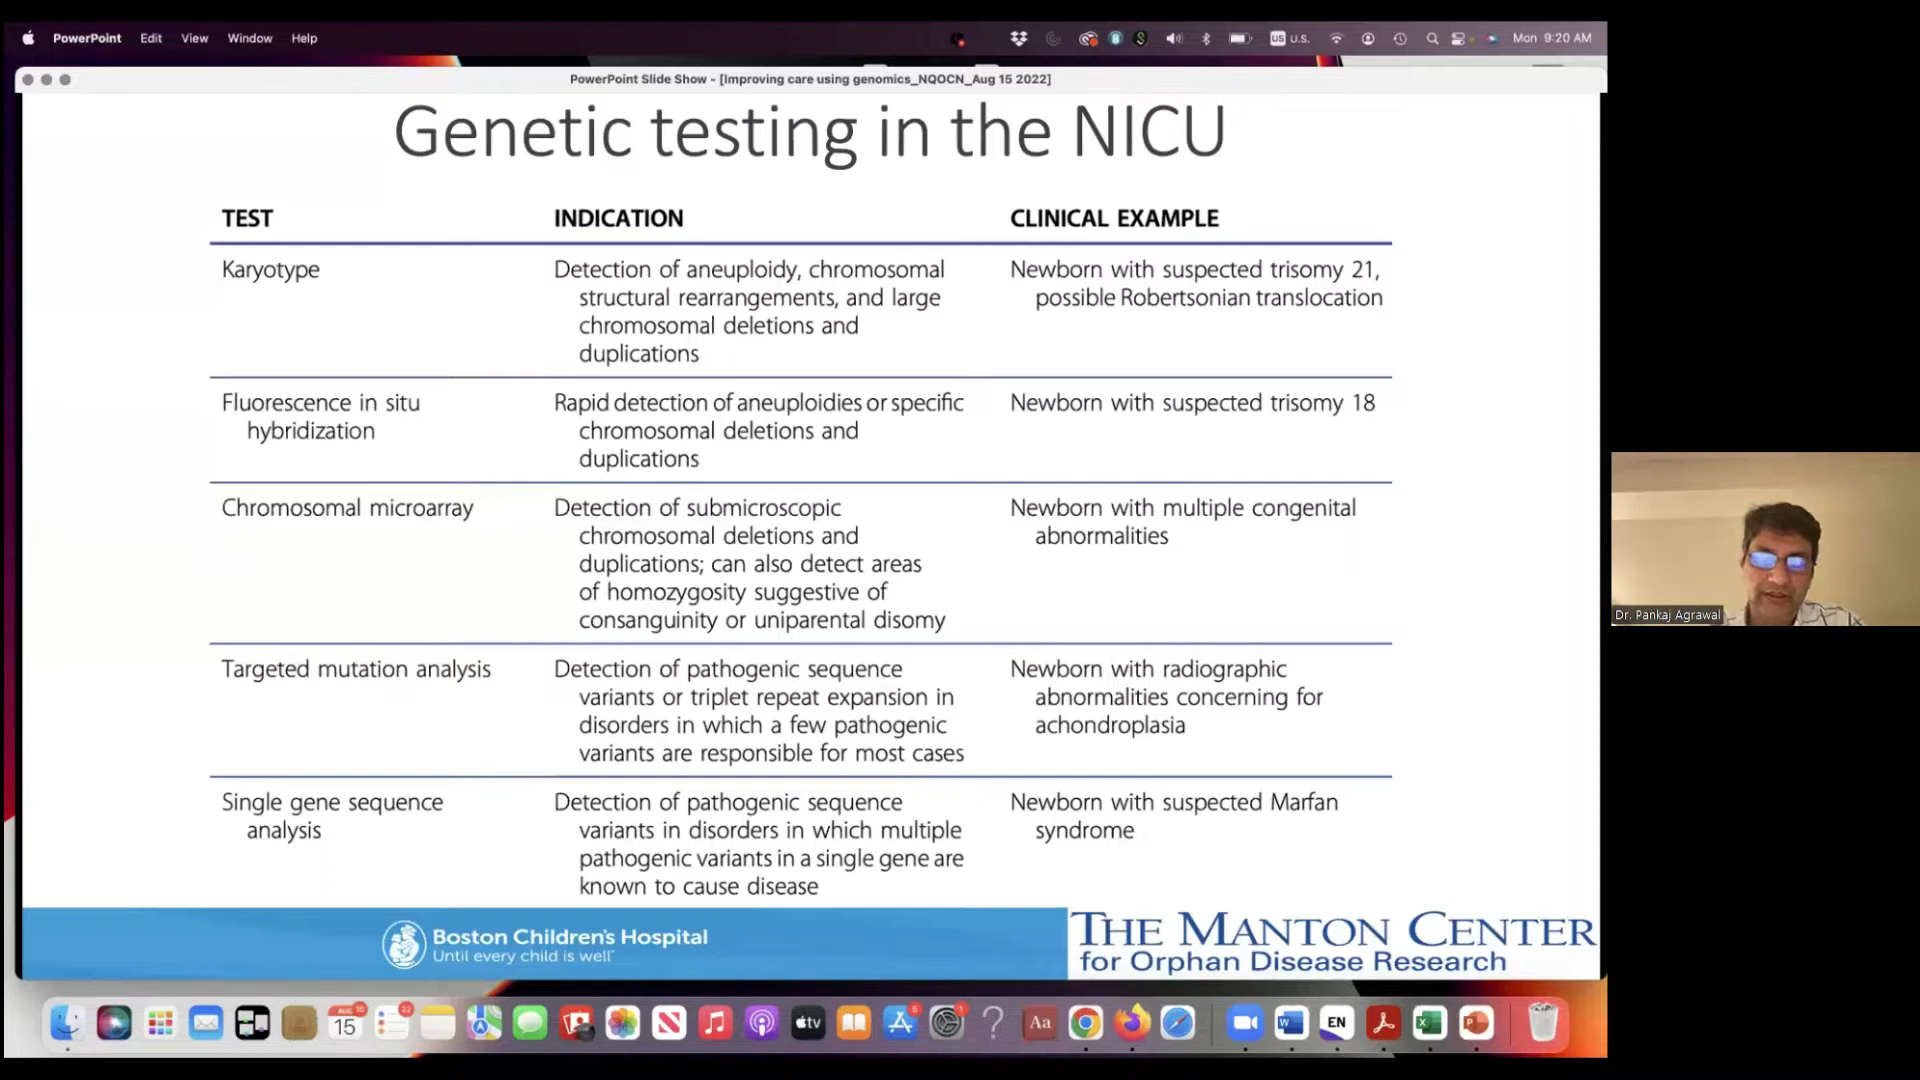 PowerPoint Edit View Window Help
US U.S. Mon 9:20 AM
PowerPoint Slide Show - [Improving care using genomics_NQOCN_Aug 15 2022]
Genetic testing in the NICU
TEST INDICATION CLINICAL EXAMPLE
Karyotype Detection of aneuploidy, chromosomal Newborn with suspected trisomy 21,
structural rearrangements, and large possible Robertsonian translocation
chromosomal deletions and
duplications
Fluorescence in situ Rapid detection of aneuploidies or specific Newborn with suspected trisomy 18
hybridization chromosomal deletions and
duplications
Chromosomal microarray Detection of submicroscopic Newborn with multiple congenital
chromosomal deletions and abnormalities
duplications; can also detect areas
of homozygosity suggestive of
consanguinity or uniparental disomy
Targeted mutation analysis Detection of pathogenic sequence Newborn with radiographic
variants or triplet repeat expansion in abnormalities concerning for
disorders in which a few pathogenic achondroplasia
variants are responsible for most cases
Single gene sequence Detection of pathogenic sequence Newborn with suspected Marfan
analysis variants in disorders in which multiple syndrome
pathogenic variants in a single gene are
known to cause disease
Boston Children's Hospital
Until every child is well
THE MANTON CENTER
for Orphan Disease Research
Dr. Pankaj Agrawal
AUG 15 22 tv Aa EN